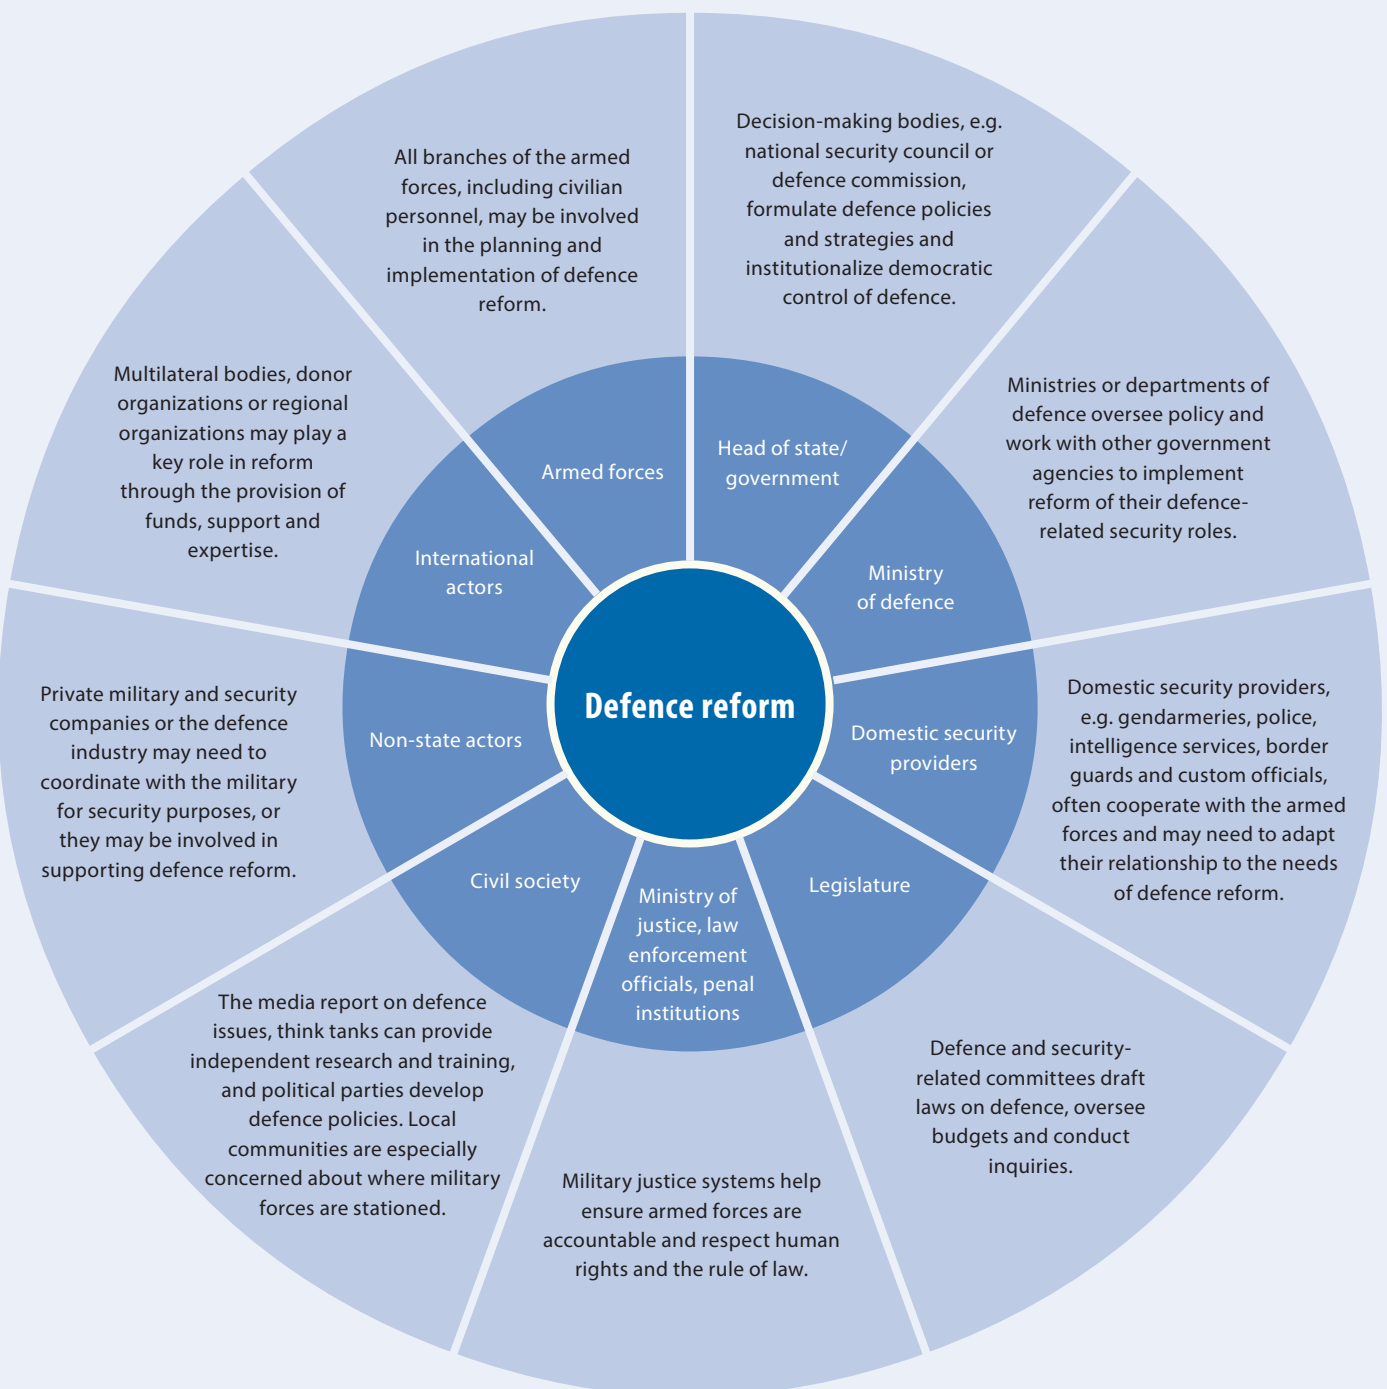 Defence reform
Head of state/
government
Decision-making bodies, e.g.
national security council or
defence commission,
formulate defence policies
and strategies and
institutionalize democratic
control of defence.
Ministry
of defence
Ministries or departments of
defence oversee policy and
work with other government
agencies to implement
reform of their defence-
related security roles.
Domestic security
providers
Domestic security providers,
e.g. gendarmeries, police,
intelligence services, border
guards and custom officials,
often cooperate with the armed
forces and may need to adapt
their relationship to the needs
of defence reform.
Legislature
Defence and security-
related committees draft
laws on defence, oversee
budgets and conduct
inquiries.
Ministry of
justice, law
enforcement
officials, penal
institutions
Military justice systems help
ensure armed forces are
accountable and respect human
rights and the rule of law.
Civil society
The media report on defence
issues, think tanks can provide
independent research and training,
and political parties develop
defence policies. Local
communities are especially
concerned about where military
forces are stationed.
Non-state actors
Private military and security
companies or the defence
industry may need to
coordinate with the military
for security purposes, or
they may be involved in
supporting defence reform.
International
actors
Multilateral bodies, donor
organizations or regional
organizations may play a
key role in reform
through the provision of
funds, support and
expertise.
Armed forces
All branches of the armed
forces, including civilian
personnel, may be involved
in the planning and
implementation of defence
reform.